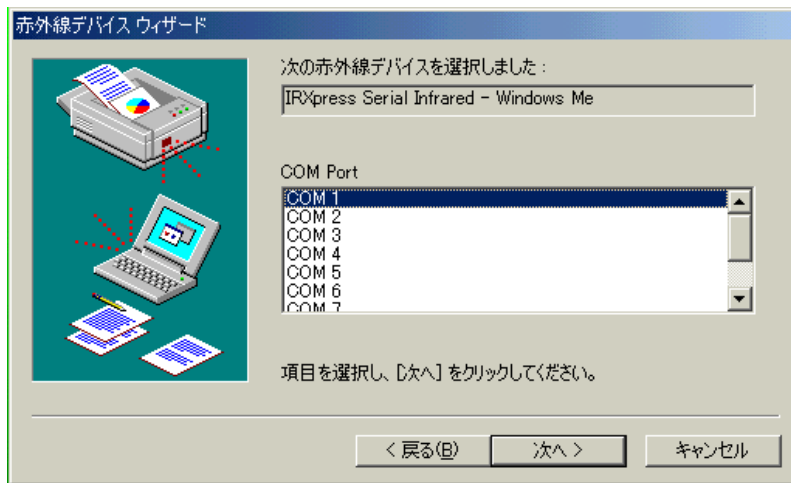 赤外線デバイス ウィザード
次の赤外線デバイスを選択しました :
IRXpress Serial Infrared - Windows Me
COM Port
COM 1
COM 2
COM 3
COM 4
COM 5
COM 6
COM 7
項目を選択し、[次へ] をクリックしてください。
< 戻る(B)
次へ >
キャンセル